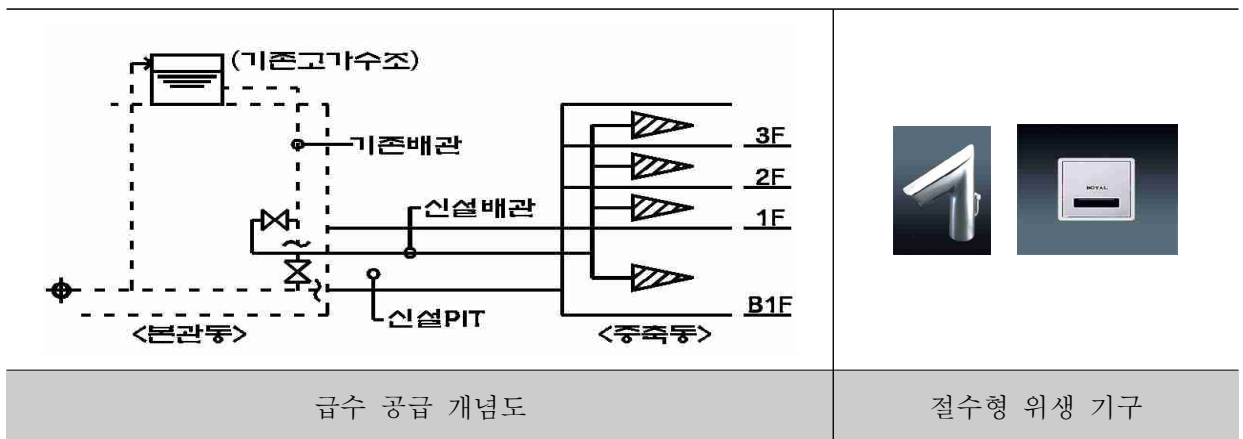 (기존고가수조)
기존배관
3F
2F
신설배관
1F
신설PIT
B1F
<본관동>
<증축동>
ROYAL
급수 공급 개념도
절수형 위생 기구